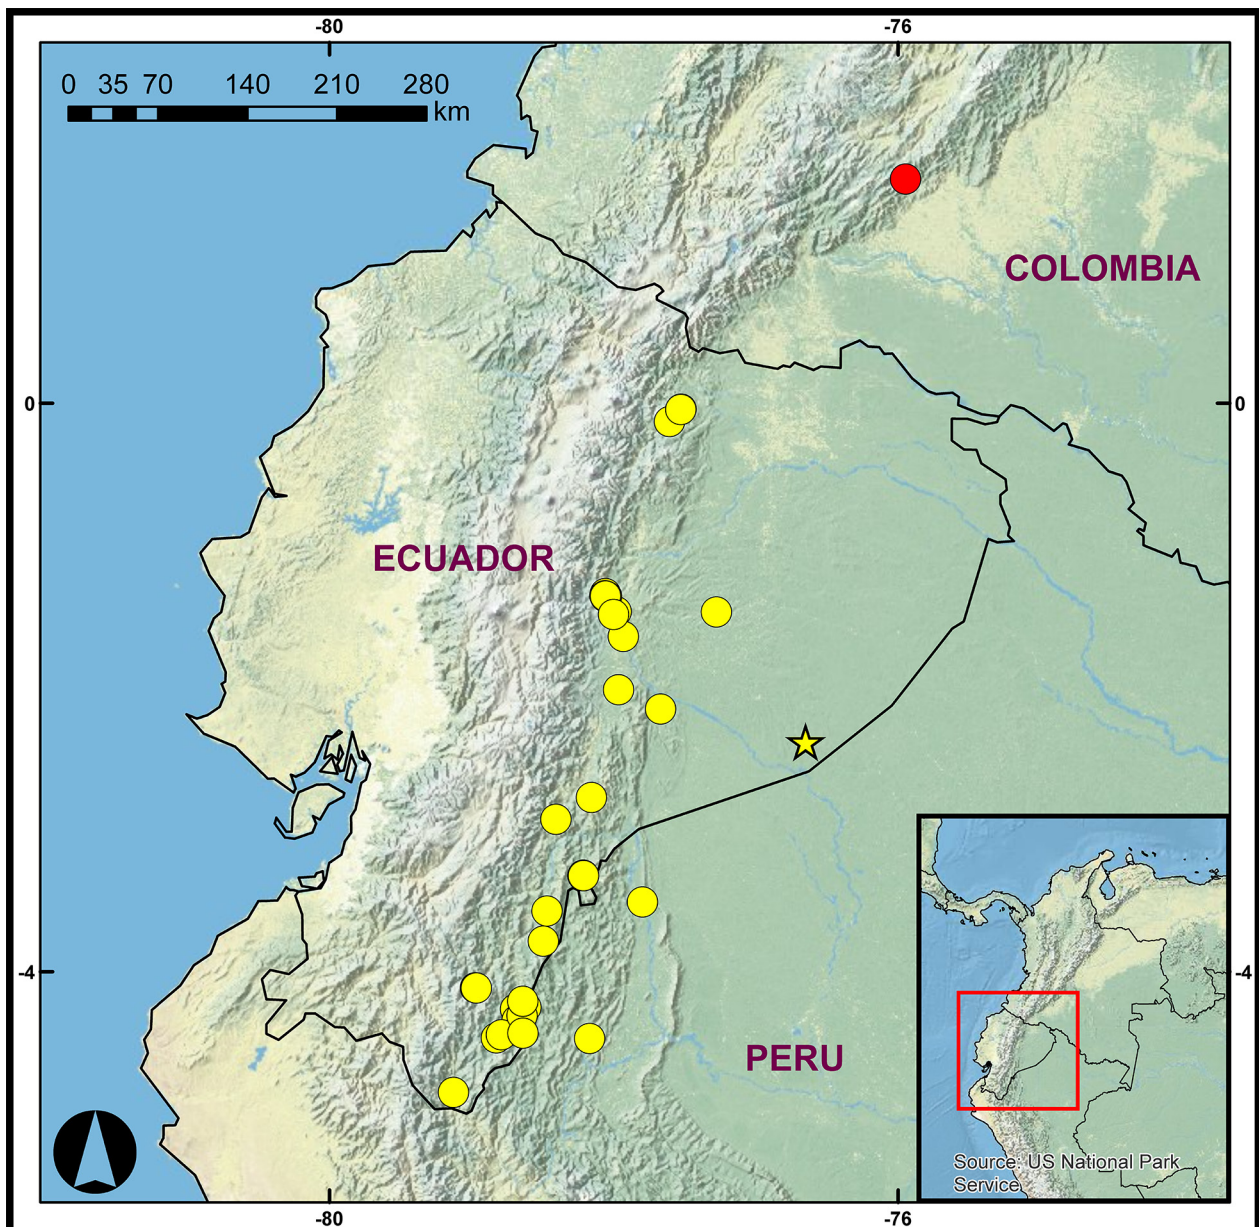 -80 -76
0 35 70 140 210 280
km
COLOMBIA
0 0
ECUADOR
-4 -4
PERU
Source: US National Park
Service
-80 -76